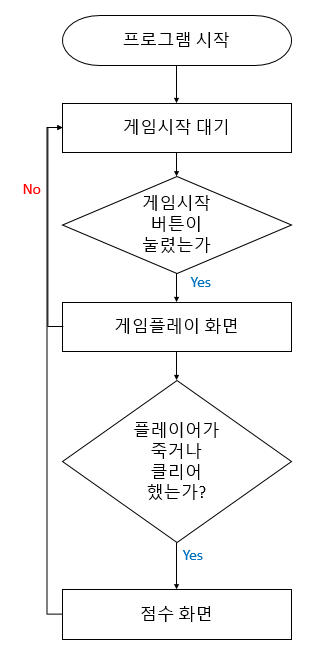 프로그램 시작
게임시작 대기
No
게임시작
버튼이
눌렸는가
Yes
게임플레이 화면
플레이어가
죽거나
클리어
했는가?
Yes
점수 화면